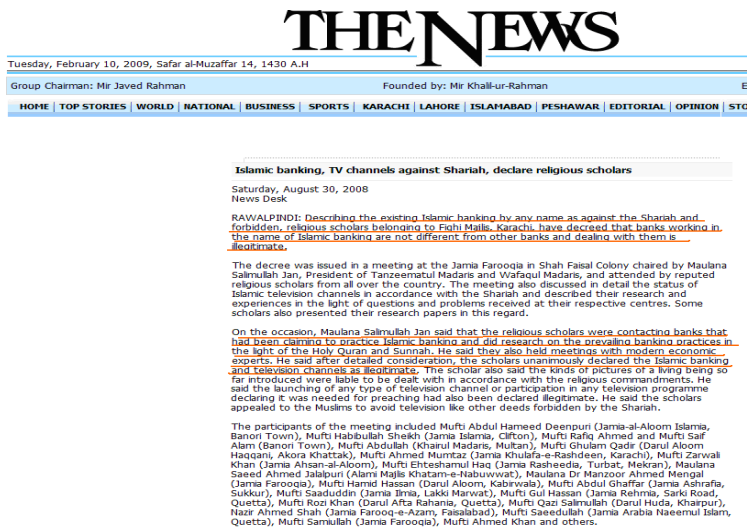 THE NEWS
Tuesday, February 10, 2009, Safar al-Muzaffar 14, 1430 A.H
Group Chairman: Mir Javed Rahman Founded by: Mir Khalil-ur-Rahman E
HOME | TOP STORIES | WORLD | NATIONAL | BUSINESS | SPORTS | KARACHI | LAHORE | ISLAMABAD | PESHAWAR | EDITORIAL | OPINION | STO
Islamic banking, TV channels against Shariah, declare religious scholars
Saturday, August 30, 2008
News Desk
RAWALPINDI: Describing the existing Islamic banking by any name as against the Shariah and
forbidden, religious scholars belonging to Fighi Majlis, Karachi, have decreed that banks working in
the name of Islamic banking are not different from other banks and dealing with them is
illegitimate.
The decree was issued in a meeting at the Jamia Farooqia in Shah Faisal Colony chaired by Maulana
Salimullah Jan, President of Tanzeematul Madaris and Wafaqul Madaris, and attended by reputed
religious scholars from all over the country. The meeting also discussed in detail the status of
Islamic television channels in accordance with the Shariah and described their research and
experiences in the light of questions and problems received at their respective centres. Some
scholars also presented their research papers in this regard.
On the occasion, Maulana Salimullah Jan said that the religious scholars were contacting banks that
had been claiming to practice Islamic banking and did research on the prevailing banking practices in
the light of the Holy Quran and Sunnah. He said they also held meetings with modern economic
experts. He said after detailed consideration, the scholars unanimously declared the Islamic banking
and television channels as illegitimate. The scholar also said the kinds of pictures of a living being so
far introduced were liable to be dealt with in accordance with the religious commandments. He
said the launching of any type of television channel or participation in any television programme
declaring it was needed for preaching had also been declared illegitimate. He said the scholars
appealed to the Muslims to avoid television like other deeds forbidden by the Shariah.
The participants of the meeting included Mufti Abdul Hameed Deenpuri (Jamia-al-Aloom Islamia,
Banori Town), Mufti Habibullah Sheikh (Jamia Islamia, Clifton), Mufti Rafiq Ahmed and Mufti Saif
Alam (Banori Town), Mufti Abdullah (Khairul Madaris, Multan), Mufti Ghulam Qadir (Darul Aloom
Haqqani, Akora Khattak), Mufti Ahmed Mumtaz (Jamia Khulafa-e-Rashdeen, Karachi), Mufti Zarwali
Khan (Jamia Ahsan-al-Aloom), Mufti Ehteshamul Haq (Jamia Rasheedia, Turbat, Mekran), Maulana
Saeed Ahmed Jalalpuri (Alami Majlis Khatam-e-Nabuwwat), Maulana Dr Manzoor Ahmed Mengal
(Jamia Farooqia), Mufti Hamid Hassan (Darul Aloom, Kabirwala), Mufti Abdul Ghaffar (Jamia Ashrafia,
Sukkur), Mufti Saaduddin (Jamia Ilmia, Lakki Marwat), Mufti Gul Hassan (Jamia Rehmia, Sarki Road,
Quetta), Mufti Rozi Khan (Darul Afta Rahania, Quetta), Mufti Qazi Salimullah (Darul Huda, Khairpur),
Nazir Ahmed Shah (Jamia Farooq-e-Azam, Faisalabad), Mufti Saeedullah (Jamia Arabia Naeemul Islam,
Quetta), Mufti Samiullah (Jamia Farooqia), Mufti Ahmed Khan and others.